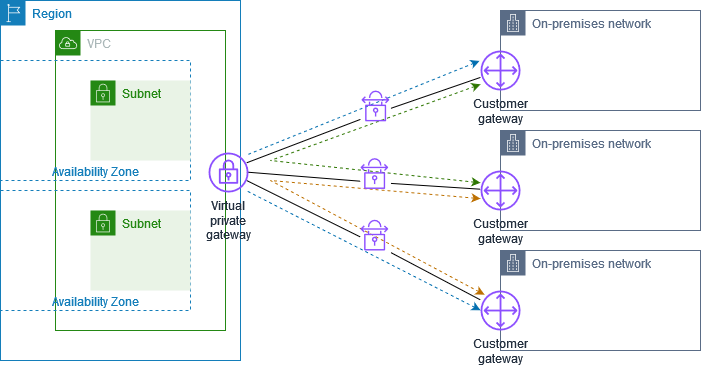 Region
VPC
Subnet
Availability Zone
Subnet
Availability Zone
Virtual
private
gateway
On-premises network
Customer
gateway
On-premises network
Customer
gateway
On-premises network
Customer
gateway